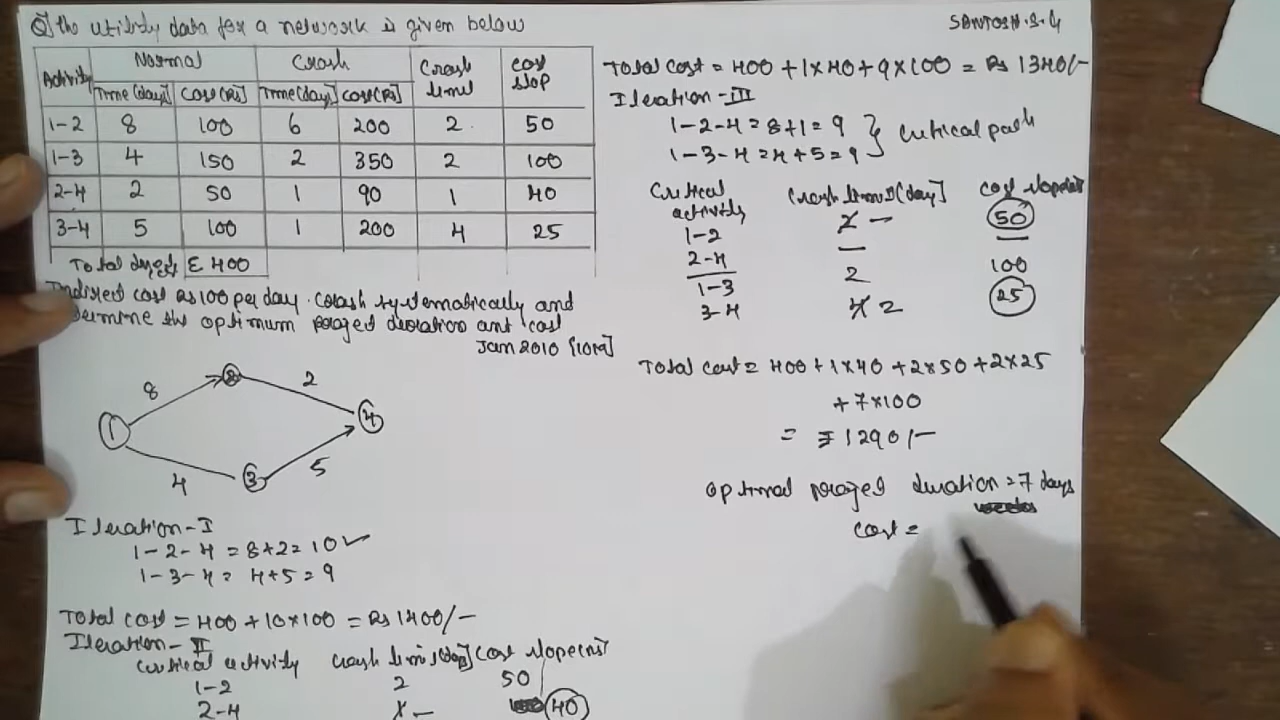 Q) The utility data for a network is given below
SANTOSH.S.Y
Activity Normal Crash Crash limit Cost slop
Time [days] Cost [Rs] Time [days] Cost [Rs]
1-2 8 100 6 200 2 50
1-3 4 150 2 350 2 100
2-4 2 50 1 90 1 40
3-4 5 100 1 200 4 25
Total Σ 400
Indirect cost Rs 100 per day. Crash systematically and
determine the optimum project duration and cost
Jan 2010 [10M]
8 2
1 2 3 4
4 5
Iteration-I
1-2-4 = 8+2 = 10 ✓
1-3-4 = 4+5 = 9
Total cost = 400 + 10×100 = Rs 1400/-
Iteration-II
Critical activity Crash limit [days] Cost slope [Rs]
1-2 2 50
2-4 40
Total cost = 400 + 1×40 + 9×100 = Rs 1340/-
Iteration-III
1-2-4 = 8+1 = 9 } Critical path
1-3-4 = 4+5 = 9
Critical activity Crash limit [day] Cost slope
1-2 2 - 50
2-4 — —
1-3 2 100
3-4 4 2 25
Total cost = 400 + 1×40 + 2×50 + 2×25
+ 7×100
= ₹ 1290/-
Optimal project duration = 7 days
weeks
cost =